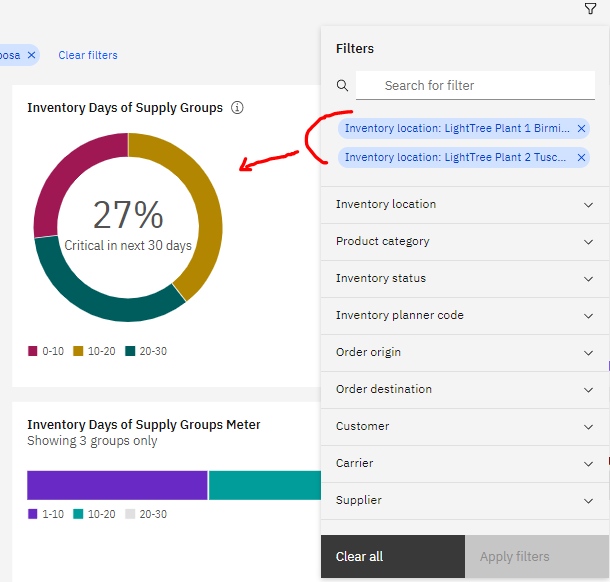 osa ×
Clear filters
Inventory Days of Supply Groups
27%
Critical in next 30 days
0-10 10-20 20-30
Inventory Days of Supply Groups Meter
Showing 3 groups only
1-10 10-20 20-30
Filters
Search for filter
Inventory location: LightTree Plant 1 Birmi... ×
Inventory location: LightTree Plant 2 Tusc... ×
Inventory location
Product category
Inventory status
Inventory planner code
Order origin
Order destination
Customer
Carrier
Supplier
Clear all
Apply filters